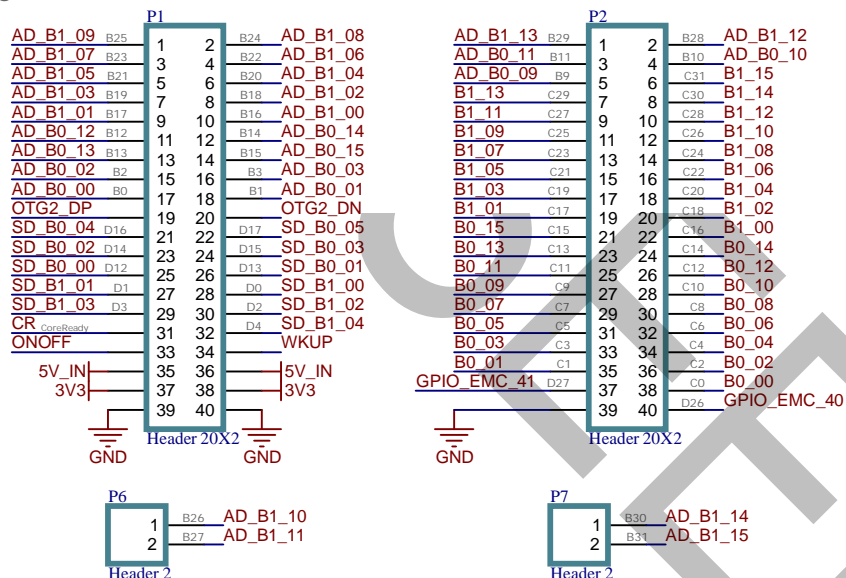 P1 P2
AD_B1_09 B25 1 2 B24 AD_B1_08 AD_B1_13 B29 1 2 B28 AD_B1_12
AD_B1_07 B23 3 4 B22 AD_B1_06 AD_B0_11 B11 3 4 B10 AD_B0_10
AD_B1_05 B21 5 6 B20 AD_B1_04 AD_B0_09 B9 5 6 C31 B1_15
AD_B1_03 B19 7 8 B18 AD_B1_02 B1_13 C29 7 8 C30 B1_14
AD_B1_01 B17 9 10 B16 AD_B1_00 B1_11 C27 9 10 C28 B1_12
AD_B0_12 B12 11 12 B14 AD_B0_14 B1_09 C25 11 12 C26 B1_10
AD_B0_13 B13 13 14 B15 AD_B0_15 B1_07 C23 13 14 C24 B1_08
AD_B0_02 B2 15 16 B3 AD_B0_03 B1_05 C21 15 16 C22 B1_06
AD_B0_00 B0 17 18 B1 AD_B0_01 B1_03 C19 17 18 C20 B1_04
OTG2_DP 19 20 OTG2_DN B1_01 C17 19 20 C18 B1_02
SD_B0_04 D16 21 22 D17 SD_B0_05 B0_15 C15 21 22 C16 B1_00
SD_B0_02 D14 23 24 D15 SD_B0_03 B0_13 C13 23 24 C14 B0_14
SD_B0_00 D12 25 26 D13 SD_B0_01 B0_11 C11 25 26 C12 B0_12
SD_B1_01 D1 27 28 D0 SD_B1_00 B0_09 C9 27 28 C10 B0_10
SD_B1_03 D3 29 30 D2 SD_B1_02 B0_07 C7 29 30 C8 B0_08
CR CoreReady 31 32 D4 SD_B1_04 B0_05 C5 31 32 C6 B0_06
ONOFF 33 34 WKUP B0_03 C3 33 34 C4 B0_04
5V_IN 35 36 5V_IN B0_01 C1 35 36 C2 B0_02
3V3 37 38 3V3 GPIO_EMC_41 D27 37 38 C0 B0_00
39 40 39 40 D26 GPIO_EMC_40
Header 20X2 Header 20X2
GND GND GND
P6 P7
1 B26 AD_B1_10 1 B30 AD_B1_14
2 B27 AD_B1_11 2 B31 AD_B1_15
Header 2 Header 2